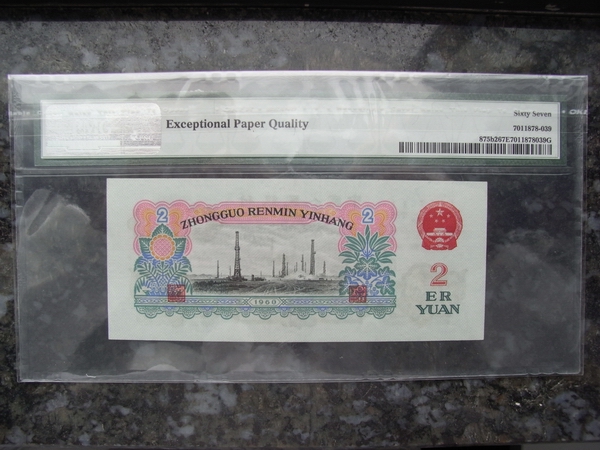 Exceptional Paper Quality
Sixty Seven
7011878-039
875b267E7011878039G
2
2
ZHONGGUO RENMIN YINHANG
1960
2
ER
YUAN